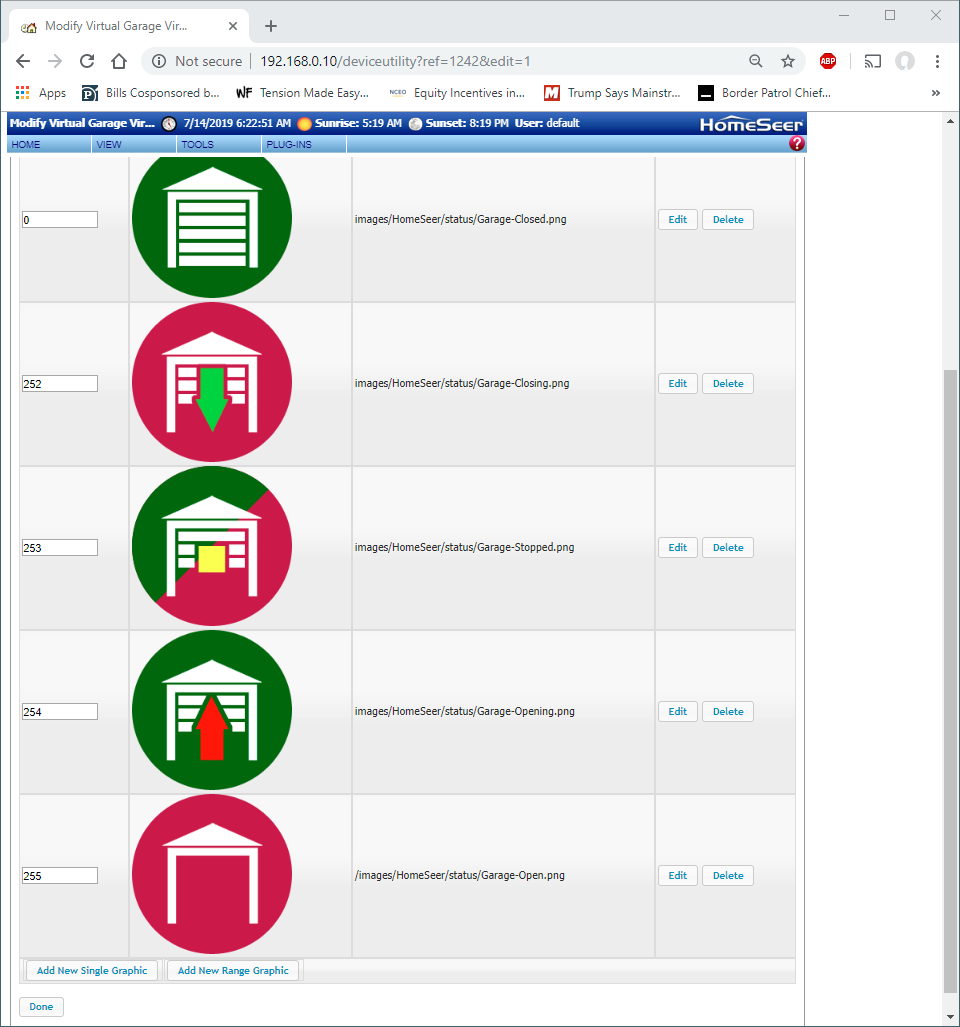 Modify Virtual Garage Vir...
Not secure 192.168.0.10/deviceutility?ref=1242&edit=1
ABP
Apps Bills Cosponsored b... WF Tension Made Easy... NCEO Equity Incentives in... M Trump Says Mainstr... Border Patrol Chief... »
Modify Virtual Garage Vir... 7/14/2019 6:22:51 AM Sunrise: 5:19 AM Sunset: 8:19 PM User: default HomeSeer
HOME VIEW TOOLS PLUG-INS ?
0 images/HomeSeer/status/Garage-Closed.png Edit Delete
252 images/HomeSeer/status/Garage-Closing.png Edit Delete
253 images/HomeSeer/status/Garage-Stopped.png Edit Delete
254 images/HomeSeer/status/Garage-Opening.png Edit Delete
255 /images/HomeSeer/status/Garage-Open.png Edit Delete
Add New Single Graphic Add New Range Graphic
Done